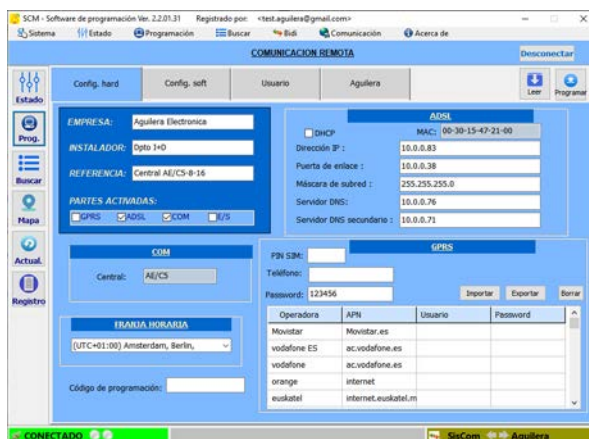 SCM - Software de programación Ver. 2.2.01.31 Registrado por: <test.aguilera@gmail.com>
Sistema Estado Programación Buscar Bidi Comunicación Acerca de
COMUNICACION REMOTA
Desconectar
Config. hard Config. soft Usuario Aguilera
Leer Programar
Estado
Prog.
Buscar
Mapa
Actual.
Registro
EMPRESA: Aguilera Electronica
INSTALADOR: Dpto I+D
REFERENCIA: Central AE/C5-8-16
PARTES ACTIVADAS:
GPRS ADSL COM E/S
COM
Central: AE/C5
FRANJA HORARIA
(UTC+01:00) Amsterdam, Berlin,
Código de programación:
ADSL
DHCP MAC: 00-30-15-47-21-00
Dirección IP : 10.0.0.83
Puerta de enlace : 10.0.0.38
Máscara de subred : 255.255.255.0
Servidor DNS: 10.0.0.76
Servidor DNS secundario : 10.0.0.71
GPRS
PIN SIM:
Teléfono:
Password: 123456
Importar Exportar Borrar
Operadora APN Usuario Password
Movistar Movistar.es
vodafone ES ac.vodafone.es
vodafone ac.vodafone.es
orange internet
euskatel internet.euskatel.m
CONECTADO
SisCom Aguilera